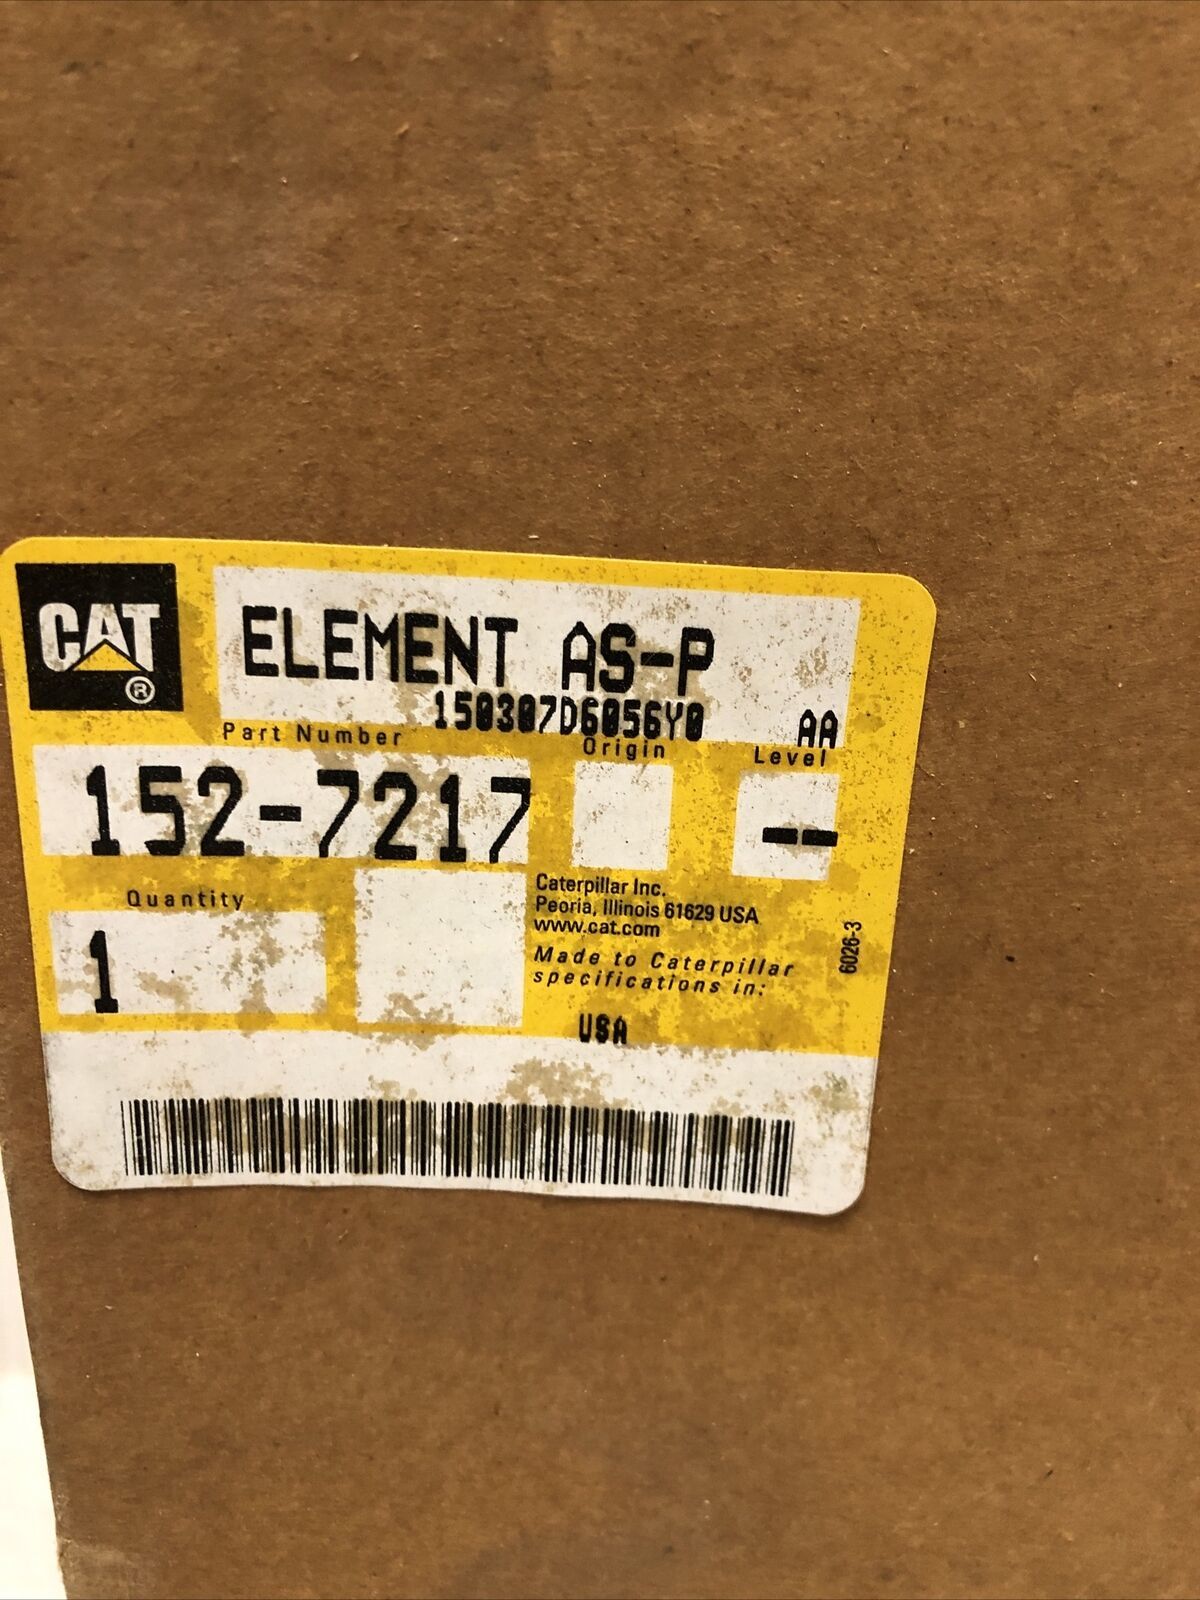 CAT
®
ELEMENT AS-P
150307D6056Y0 AA
Part Number Origin Level
152-7217 --
Quantity
1
Caterpillar Inc.
Peoria, Illinois 61629 USA
www.cat.com
Made to Caterpillar
specifications in:
USA
6026-3